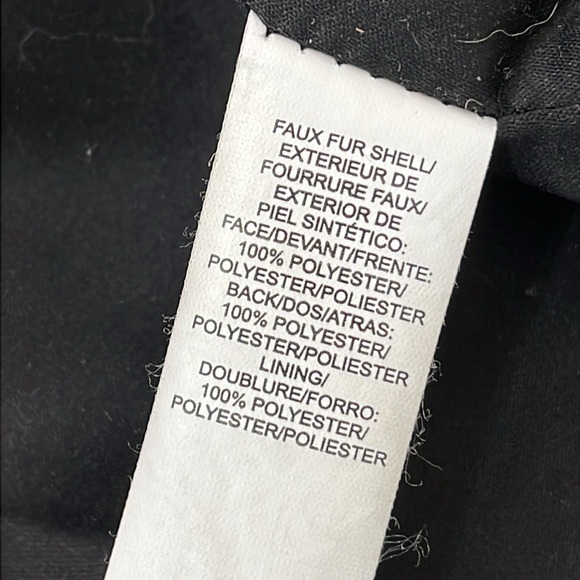 FAUX FUR SHELL/
EXTERIEUR DE
FOURRURE FAUX/
EXTERIOR DE
PIEL SINTÉTICO:
FACE/DEVANT/FRENTE:
100% POLYESTER/
POLYESTER/POLIESTER
BACK/DOS/ATRAS:
100% POLYESTER/
POLYESTER/POLIESTER
LINING/
DOUBLURE/FORRO:
100% POLYESTER/
POLYESTER/POLIESTER